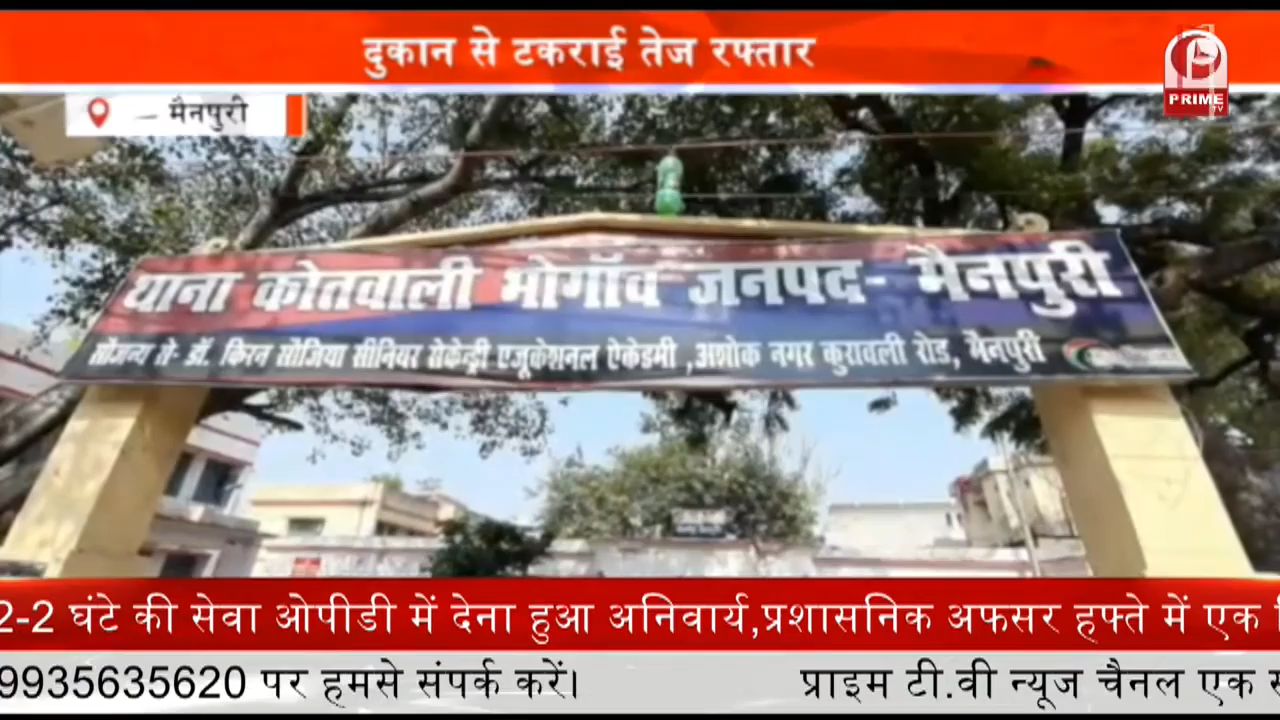 दुकान से टकराई तेज रफ्तार
PRIME
TV
मैनपुरी
थाना कोतवाली भोगॉव जनपद- मैनपुरी
सौजन्य से- डॉ. किरन सोजिया सीनियर सेकेन्ड्री एजूकेशनल ऐकेडमी ,अशोक नगर कुरावली रोड, मैनपुरी
2-2 घंटे की सेवा ओपीडी में देना हुआ अनिवार्य,प्रशासनिक अफसर हफ्ते में एक
9935635620 पर हमसे संपर्क करें। प्राइम टी.वी न्यूज चैनल एक